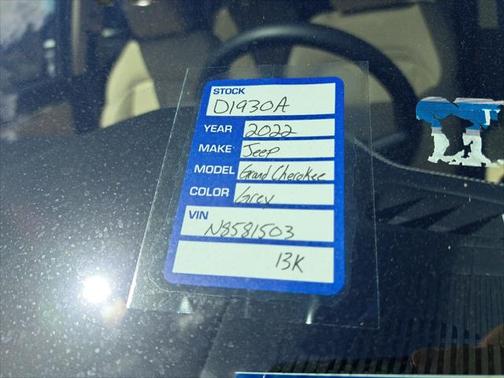 STOCK
D1930A
YEAR 2022
MAKE Jeep
MODEL Grand Cherokee
COLOR Grey
VIN
N8581503
13K